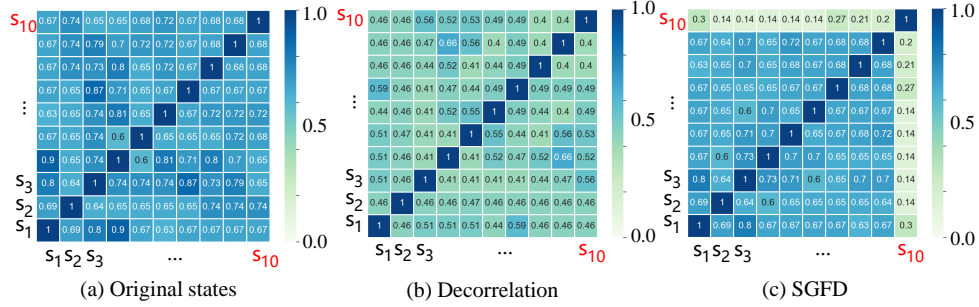 S10 0.67 0.74 0.65 0.65 0.68 0.72 0.67 0.68 0.68 1
0.67 0.74 0.79 0.7 0.72 0.72 0.67 0.68 1 0.68
0.67 0.74 0.73 0.8 0.65 0.72 0.68 1 0.68 0.68
0.67 0.65 0.87 0.71 0.65 0.67 1 0.68 0.67 0.67
... 0.63 0.65 0.74 0.81 0.65 1 0.67 0.72 0.72 0.72
0.67 0.65 0.74 0.6 1 0.65 0.65 0.65 0.72 0.68
0.9 0.65 0.74 1 0.6 0.81 0.71 0.8 0.7 0.65
S3 0.8 0.64 1 0.74 0.74 0.74 0.87 0.73 0.79 0.65
S2 0.69 1 0.64 0.65 0.65 0.65 0.65 0.74 0.74 0.74
S1 1 0.69 0.8 0.9 0.67 0.63 0.67 0.67 0.67 0.67
S1 S2 S3 ... S10
1.0
0.5
0.0
(a) Original states
0.46 0.46 0.56 0.52 0.53 0.49 0.49 0.4 0.4 1
0.46 0.46 0.47 0.66 0.56 0.4 0.49 0.4 1 0.4
0.46 0.46 0.44 0.52 0.44 0.49 0.49 1 0.4 0.4
0.59 0.46 0.41 0.47 0.41 0.49 1 0.49 0.49 0.49
... 0.44 0.46 0.44 0.52 0.55 1 0.49 0.49 0.4 0.49
0.51 0.47 0.41 0.41 1 0.55 0.41 0.44 0.56 0.53
0.51 0.46 0.41 1 0.41 0.52 0.47 0.52 0.66 0.52
S3 0.51 0.46 1 0.41 0.41 0.44 0.41 0.44 0.47 0.56
S2 0.46 1 0.46 0.46 0.47 0.46 0.46 0.46 0.46 0.46
S1 1 0.46 0.51 0.51 0.51 0.44 0.59 0.46 0.46 0.46
S1 S2 S3 ... S10
1.0
0.5
0.0
(b) Decorrelation
S10 0.3 0.14 0.14 0.14 0.14 0.14 0.27 0.21 0.2 1
0.67 0.67 0.7 0.65 0.72 0.68 0.67 0.68 1 0.2
0.63 0.65 0.7 0.67 0.68 0.67 0.68 1 0.68 0.21
0.67 0.67 0.65 0.65 0.67 0.65 1 0.68 0.67 0.27
... 0.67 0.65 0.6 0.7 0.67 1 0.65 0.67 0.68 0.14
0.67 0.65 0.71 0.7 1 0.67 0.67 0.68 0.72 0.14
0.67 0.6 0.73 1 0.7 0.7 0.65 0.67 0.65 0.14
S3 0.8 0.64 1 0.73 0.71 0.6 0.65 0.7 0.7 0.14
S2 0.69 1 0.64 0.6 0.65 0.65 0.67 0.65 0.67 0.14
S1 1 0.69 0.8 0.67 0.67 0.67 0.67 0.63 0.67 0.3
S1 S2 S3 ... S10
1.0
0.5
0.0
(c) SGFD